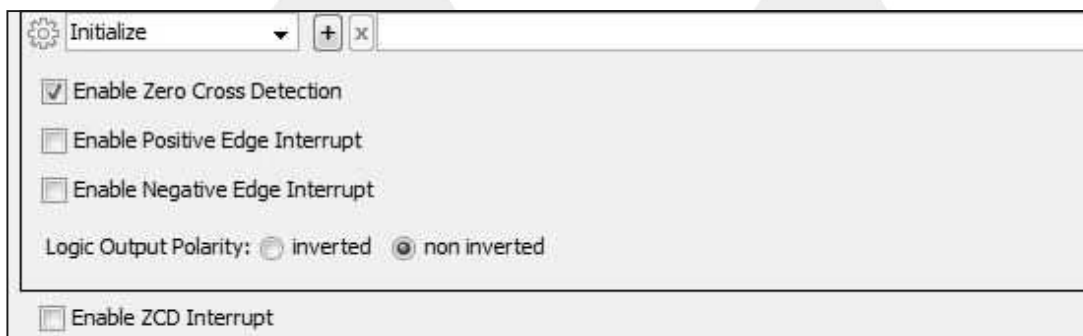 Initialize + x
Enable Zero Cross Detection
Enable Positive Edge Interrupt
Enable Negative Edge Interrupt
Logic Output Polarity: inverted non inverted
Enable ZCD Interrupt